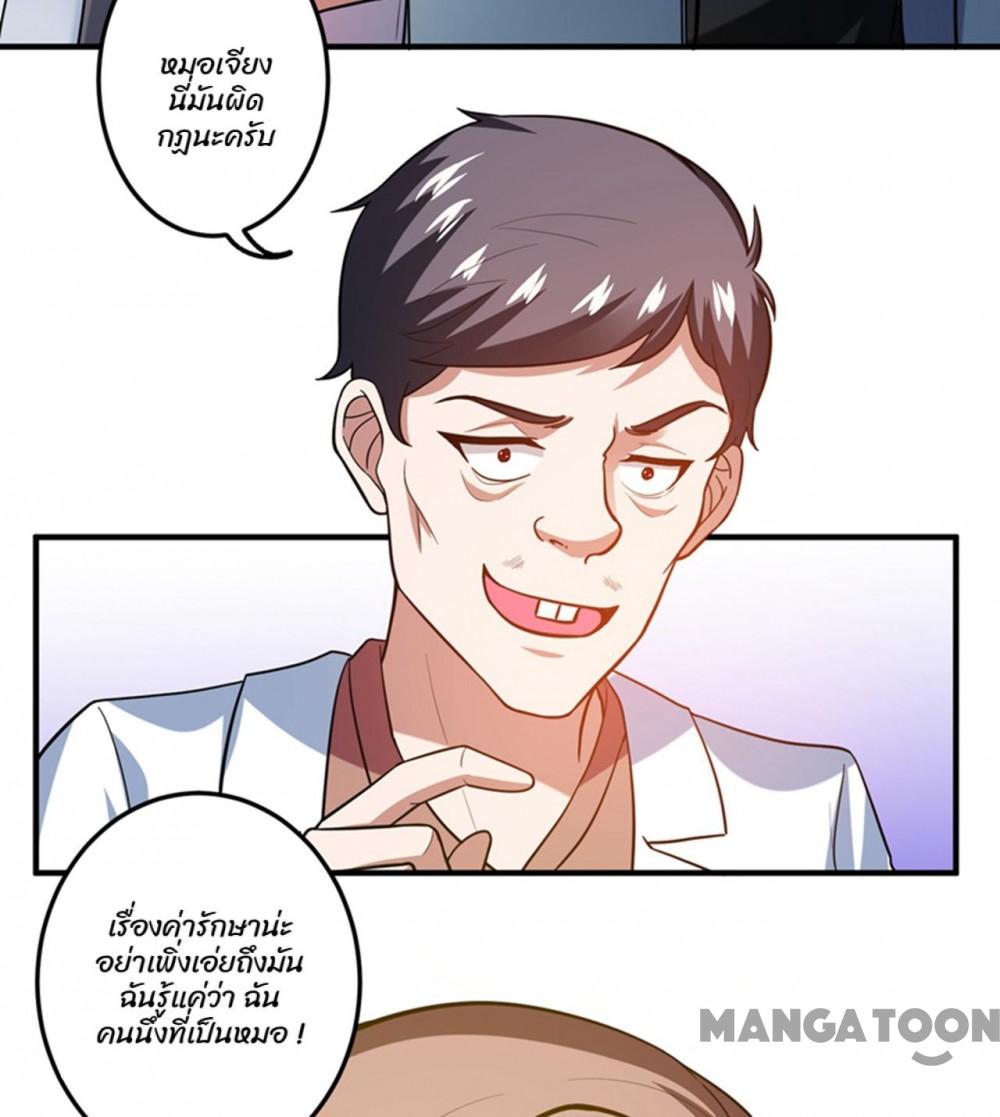 หมอเจียง
นี่มันผิด
กฎนะครับ
เรื่องค่ารักษาน่ะ
อย่าเพิ่งเอ่ยถึงมัน
ฉันรู้แค่ว่า ฉัน
คนนึงที่เป็นหมอ !
MANGATOON